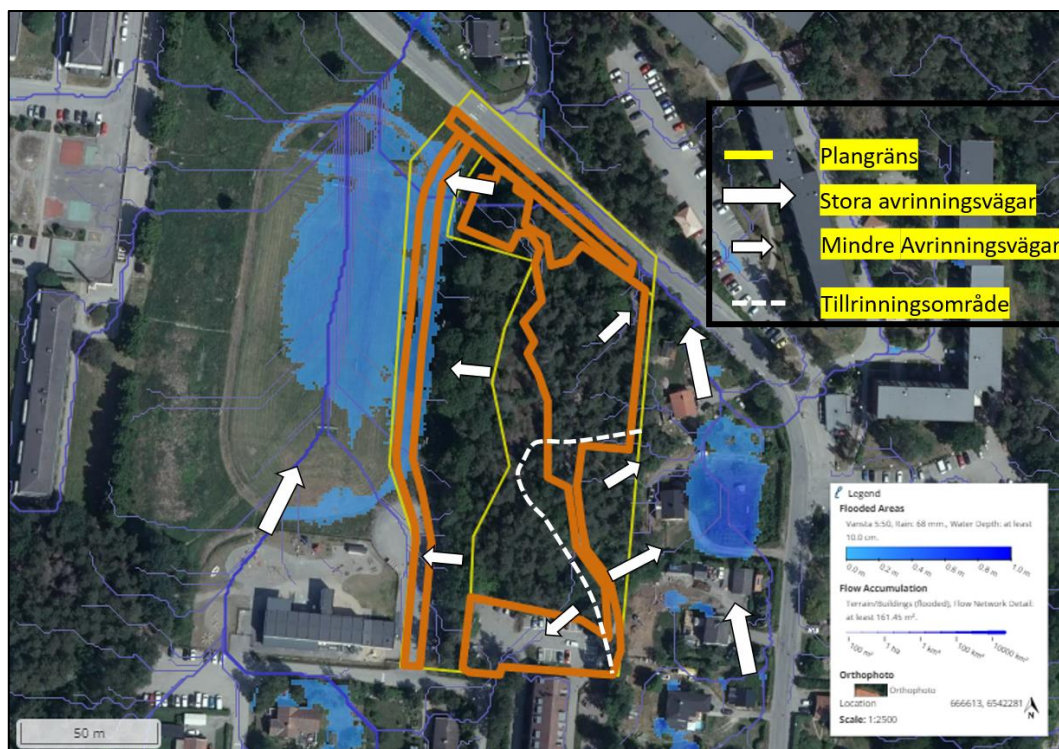 Plangräns
Stora avrinningsvägar
Mindre Avrinningsvägar
Tillrinningsområde
Legend
Flooded Areas
Vansta 5:50, Rain: 68 mm., Water Depth: at least
10.0 cm.
0.0 m 0.2 m 0.4 m 0.6 m 0.8 m 1.0 m
Flow Accumulation
Terrain/Buildings (flooded), Flow Network Detail:
at least 161.45 m².
100 m² 1 ha 1 km² 100 km² 10000 km²
Orthophoto
Orthophoto
Location 666613, 6542281
Scale: 1:2500
N
50 m